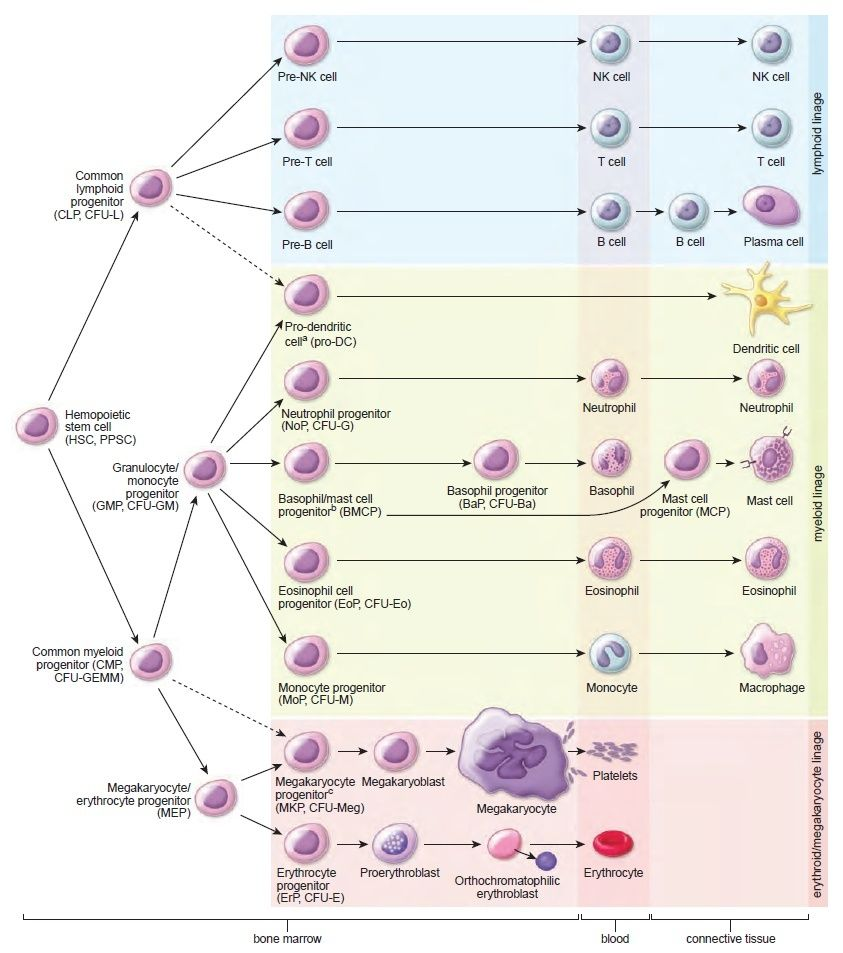 Pre-NK cell
NK cell
NK cell
Pre-T cell
T cell
T cell
Common
lymphoid
progenitor
(CLP, CFU-L)
Pre-B cell
B cell
B cell
Plasma cell
lymphoid linage
Pro-dendritic
cellᵃ (pro-DC)
Dendritic cell
Hemopoietic
stem cell
(HSC, PPSC)
Neutrophil progenitor
(NoP, CFU-G)
Neutrophil
Neutrophil
Granulocyte/
monocyte
progenitor
(GMP, CFU-GM)
Basophil/mast cell
progenitorᵇ (BMCP)
Basophil progenitor
(BaP, CFU-Ba)
Basophil
Mast cell
progenitor (MCP)
Mast cell
Eosinophil cell
progenitor (EoP, CFU-Eo)
Eosinophil
Eosinophil
myeloid linage
Common myeloid
progenitor (CMP,
CFU-GEMM)
Monocyte progenitor
(MoP, CFU-M)
Monocyte
Macrophage
Megakaryocyte/
erythrocyte progenitor
(MEP)
Megakaryocyte
progenitorᶜ
(MKP, CFU-Meg)
Megakaryoblast
Megakaryocyte
Platelets
Erythrocyte
progenitor
(ErP, CFU-E)
Proerythroblast
Orthochromatophilic
erythroblast
Erythrocyte
erythroid/megakaryocyte linage
bone marrow
blood
connective tissue